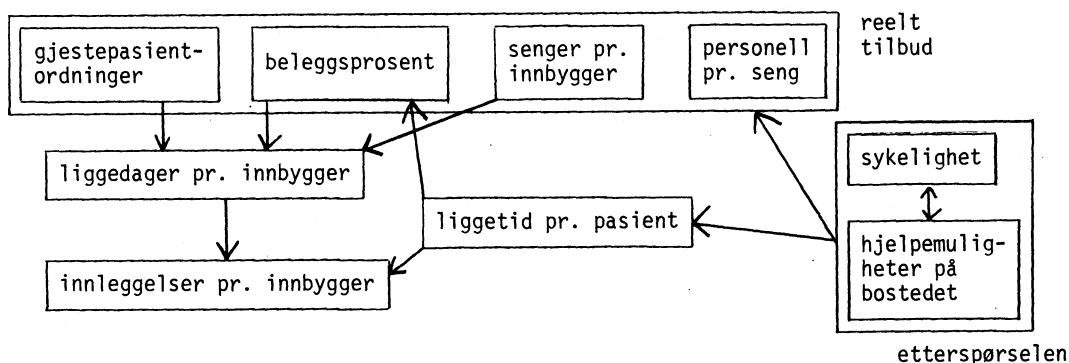 reelt
tilbud
gjestepasient-
ordninger
beleggsprosent
senger pr.
innbygger
personell
pr. seng
sykelighet
liggedager pr. innbygger
liggetid pr. pasient
hjelpemulig-
heter på
bostedet
innleggelser pr. innbygger
etterspørselen